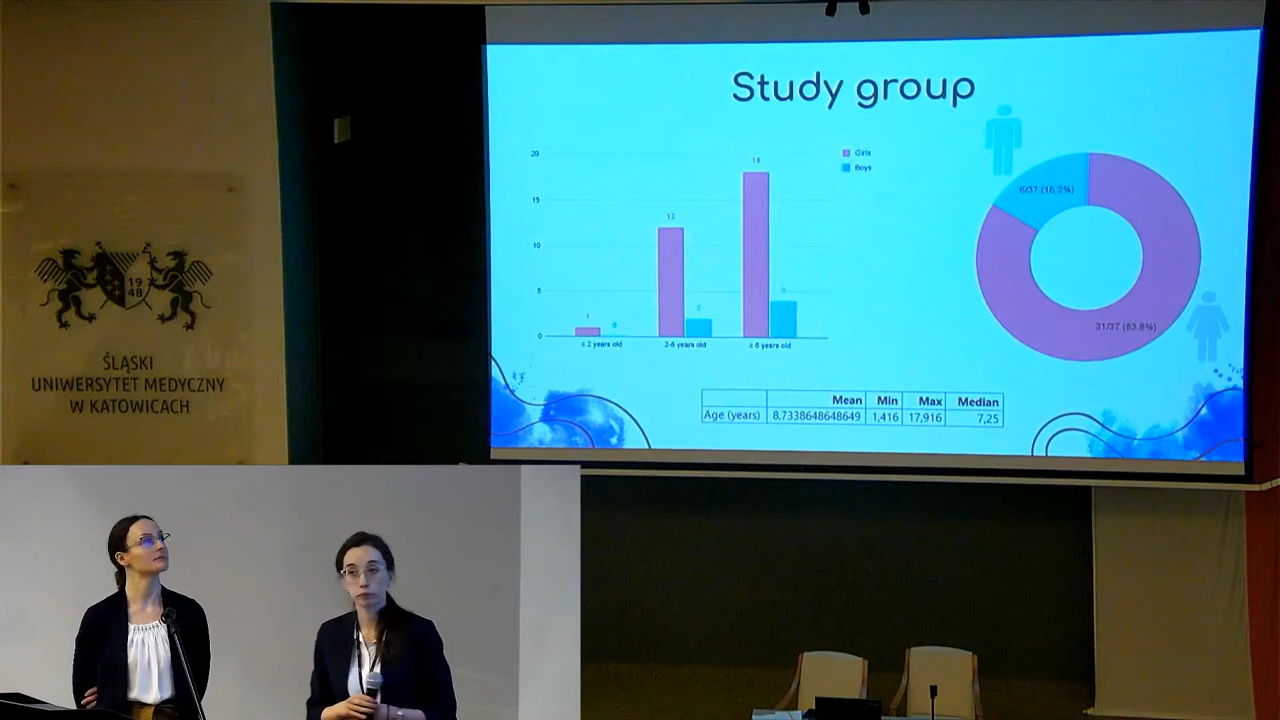 19
48
ŚLĄSKI
UNIWERSYTET MEDYCZNY
W KATOWICACH
Study group
Girls
Boys
20
15
10
5
0
1
0
12
2
18
4
≤ 2 years old
2-6 years old
≥ 6 years old
6/37 (16,2%)
31/37 (83,8%)
Mean Min Max Median
Age (years) 8,7338648648649 1,416 17,916 7,25